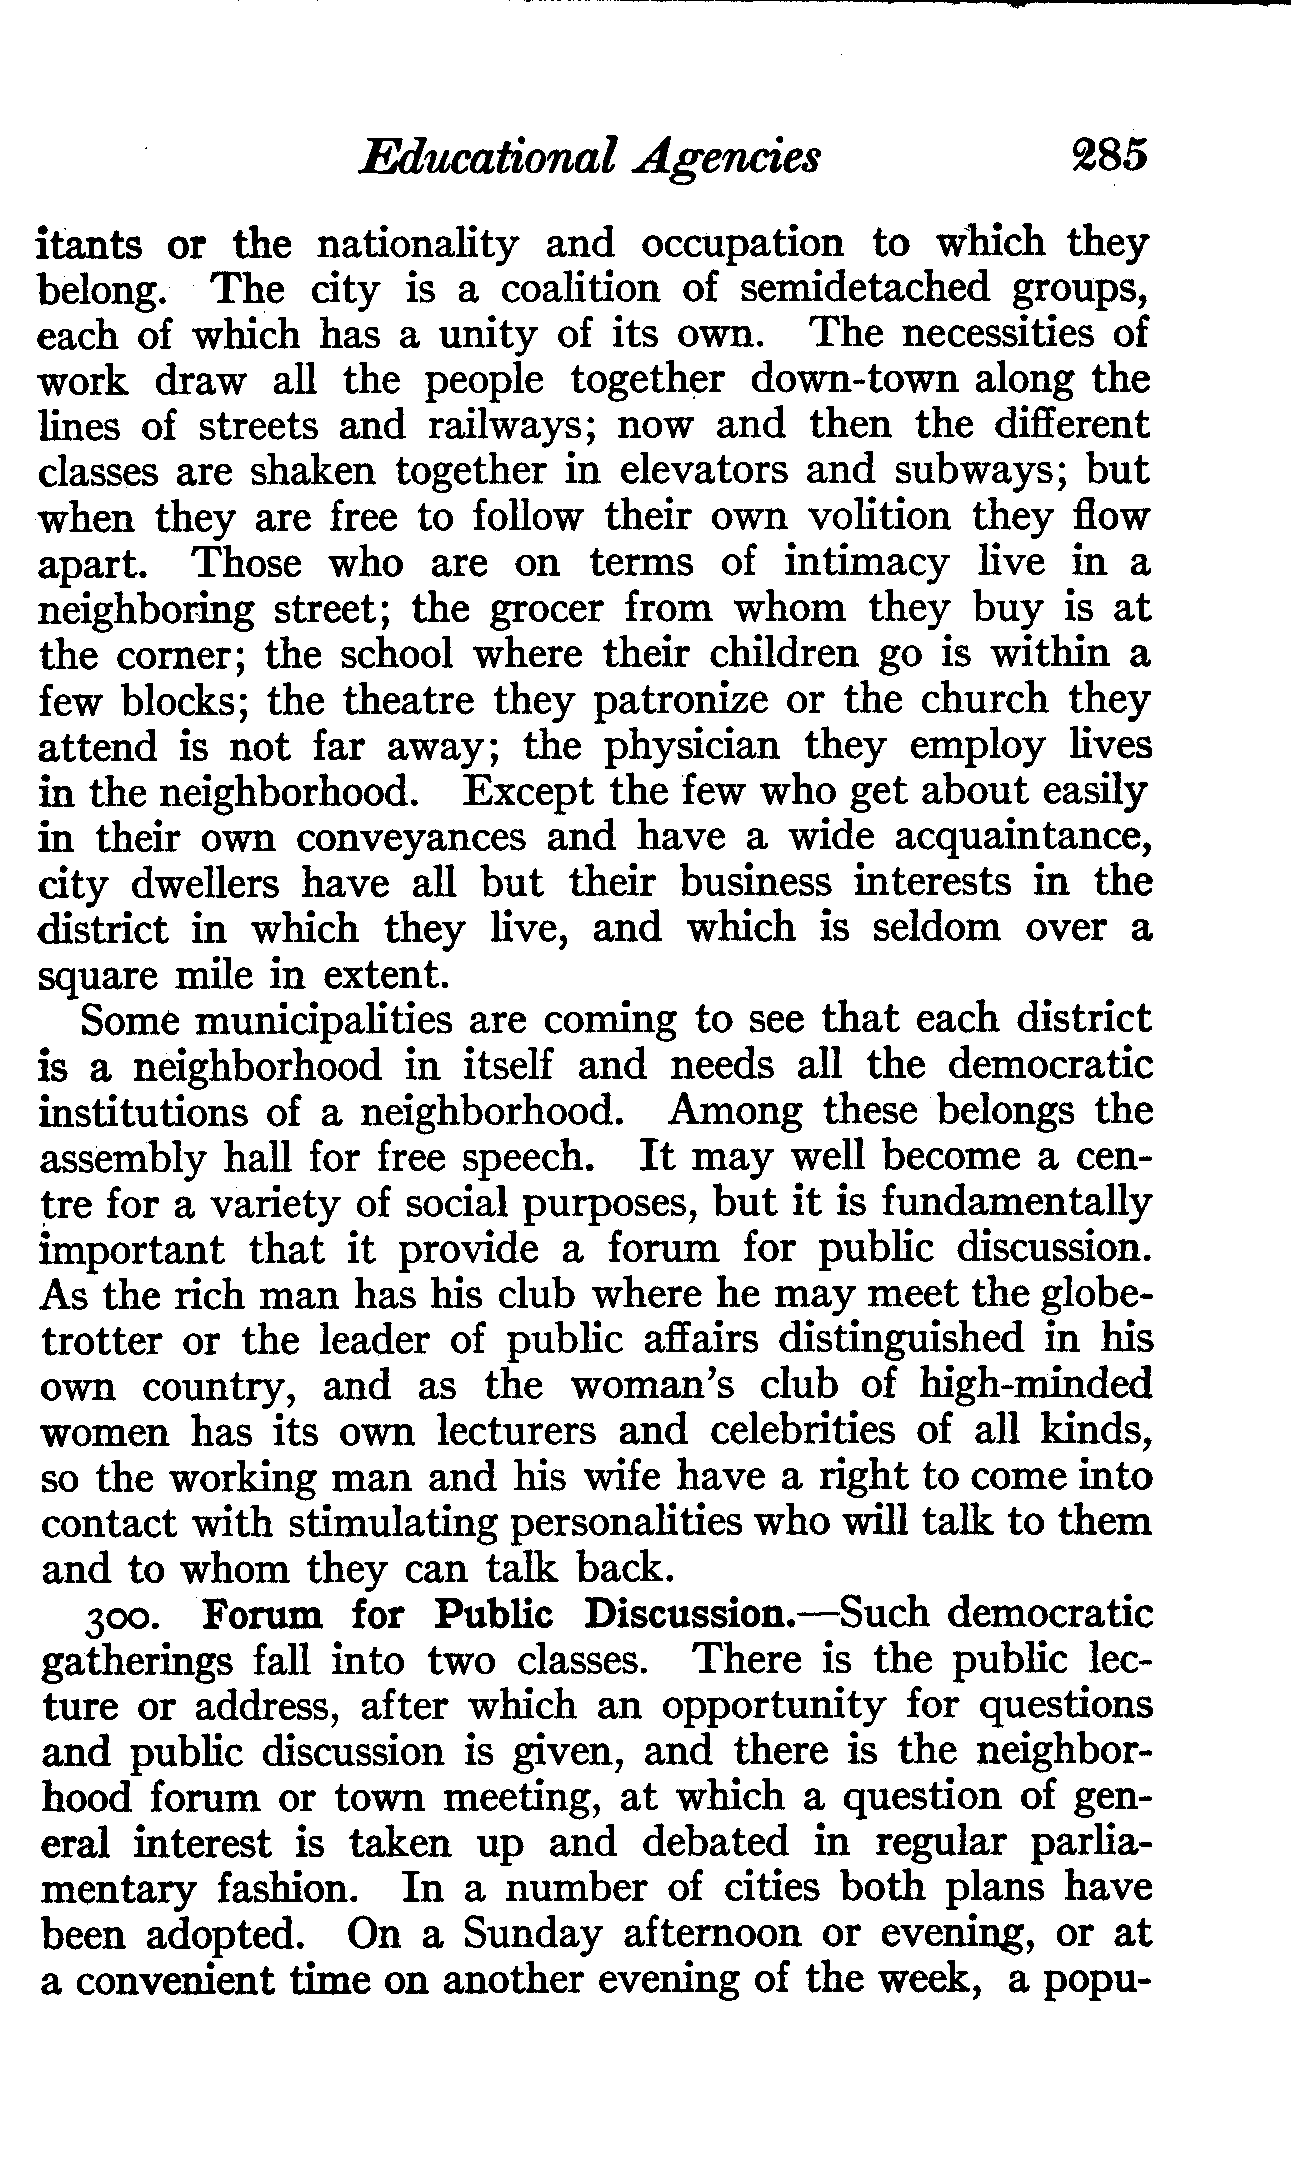 Educational Agencies 285
itants or the nationality and occupation to which they
belong. The city is a coalition of semidetached groups,
each of which has a unity of its own. The necessities of
work draw all the people together down-town along the
lines of streets and railways; now and then the different
classes are shaken together in elevators and subways; but
when they are free to follow their own volition they flow
apart. Those who are on terms of intimacy live in a
neighboring street; the grocer from whom they buy is at
the corner; the school where their children go is within a
few blocks; the theatre they patronize or the church they
attend is not far away; the physician they employ lives
in the neighborhood. Except the few who get about easily
in their own conveyances and have a wide acquaintance,
city dwellers have all but their business interests in the
district in which they live, and which is seldom over a
square mile in extent.
Some municipalities are coming to see that each district
is a neighborhood in itself and needs all the democratic
institutions of a neighborhood. Among these belongs the
assembly hall for free speech. It may well become a cen-
tre for a variety of social purposes, but it is fundamentally
important that it provide a forum for public discussion.
As the rich man has his club where he may meet the globe-
trotter or the leader of public affairs distinguished in his
own country, and as the woman's club of high-minded
women has its own lecturers and celebrities of all kinds,
so the working man and his wife have a right to come into
contact with stimulating personalities who will talk to them
and to whom they can talk back.
300. Forum for Public Discussion.—Such democratic
gatherings fall into two classes. There is the public lec-
ture or address, after which an opportunity for questions
and public discussion is given, and there is the neighbor-
hood forum or town meeting, at which a question of gen-
eral interest is taken up and debated in regular parlia-
mentary fashion. In a number of cities both plans have
been adopted. On a Sunday afternoon or evening, or at
a convenient time on another evening of the week, a popu-